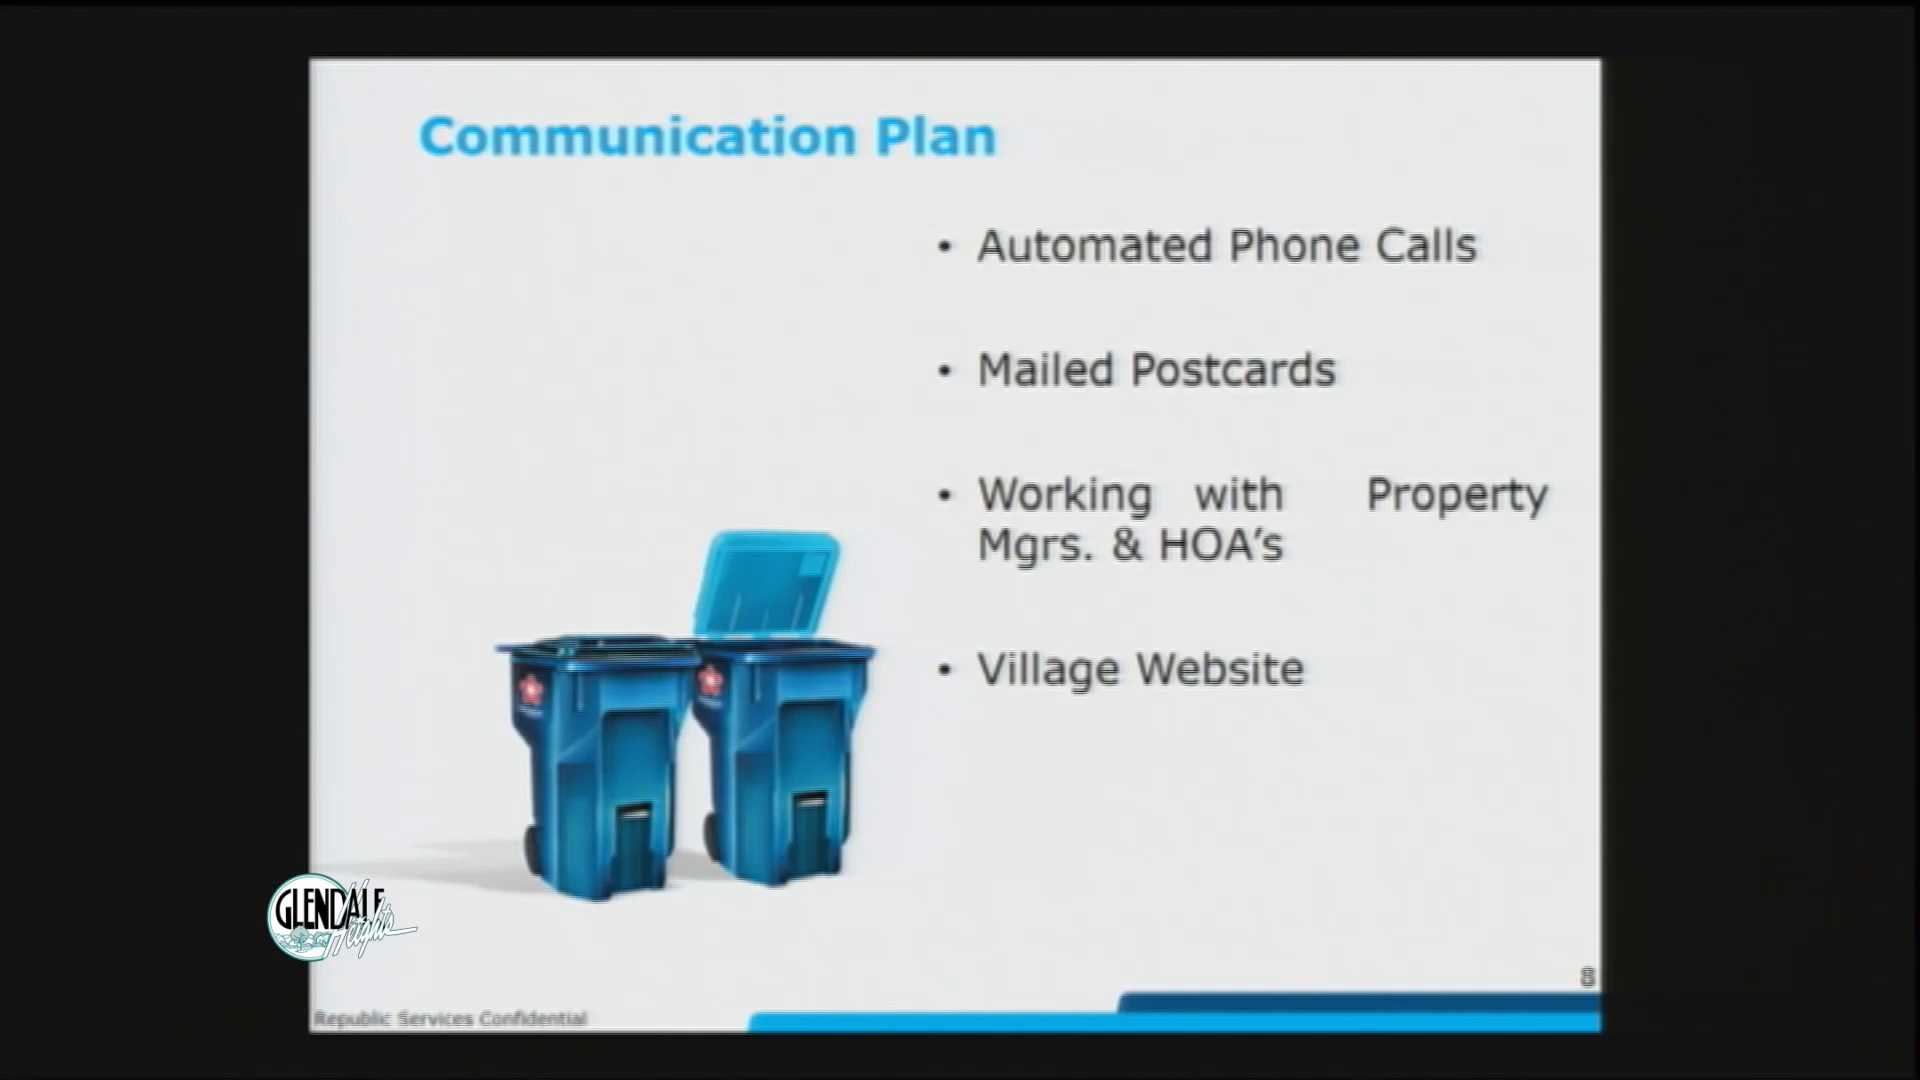 Communication Plan
• Automated Phone Calls
• Mailed Postcards
• Working with Property
Mgrs. & HOA’s
• Village Website
GLENDALE
Heights
8
Republic Services Confidential